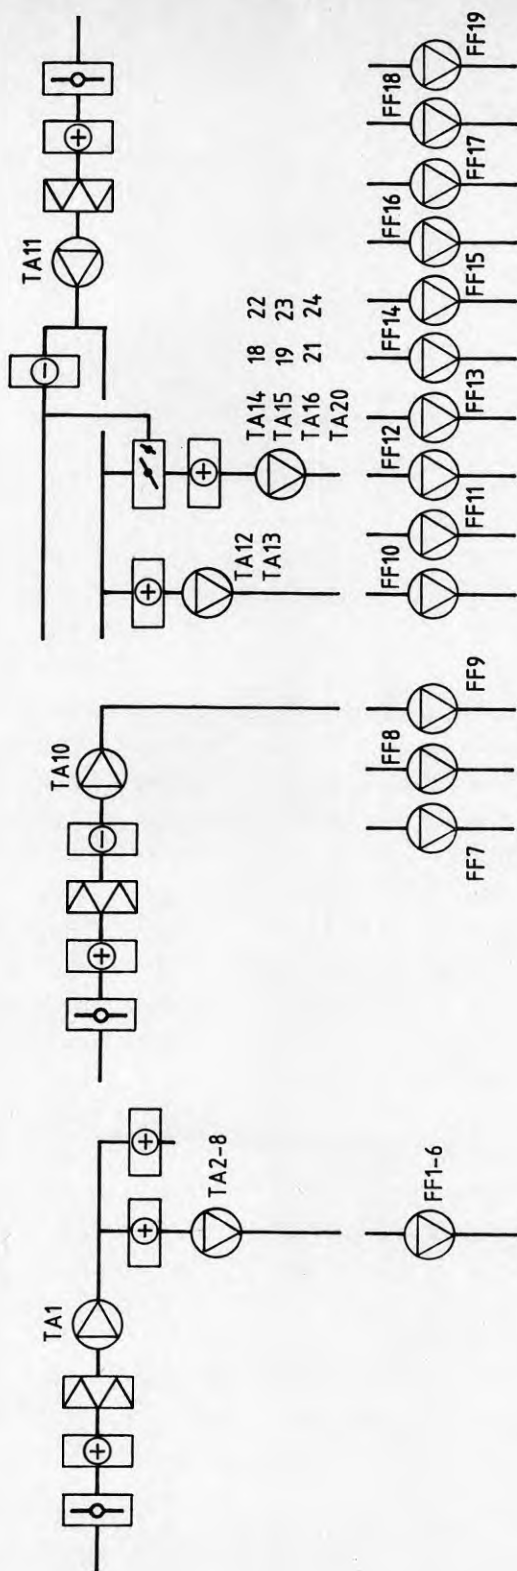 TA1
TA2-8
FF1-6
TA10
FF7
FF8
FF9
TA11
TA12
TA13
TA14 18 22
TA15 19 23
TA16 21 24
TA20
FF10
FF11
FF12
FF13
FF14
FF15
FF16
FF17
FF18
FF19